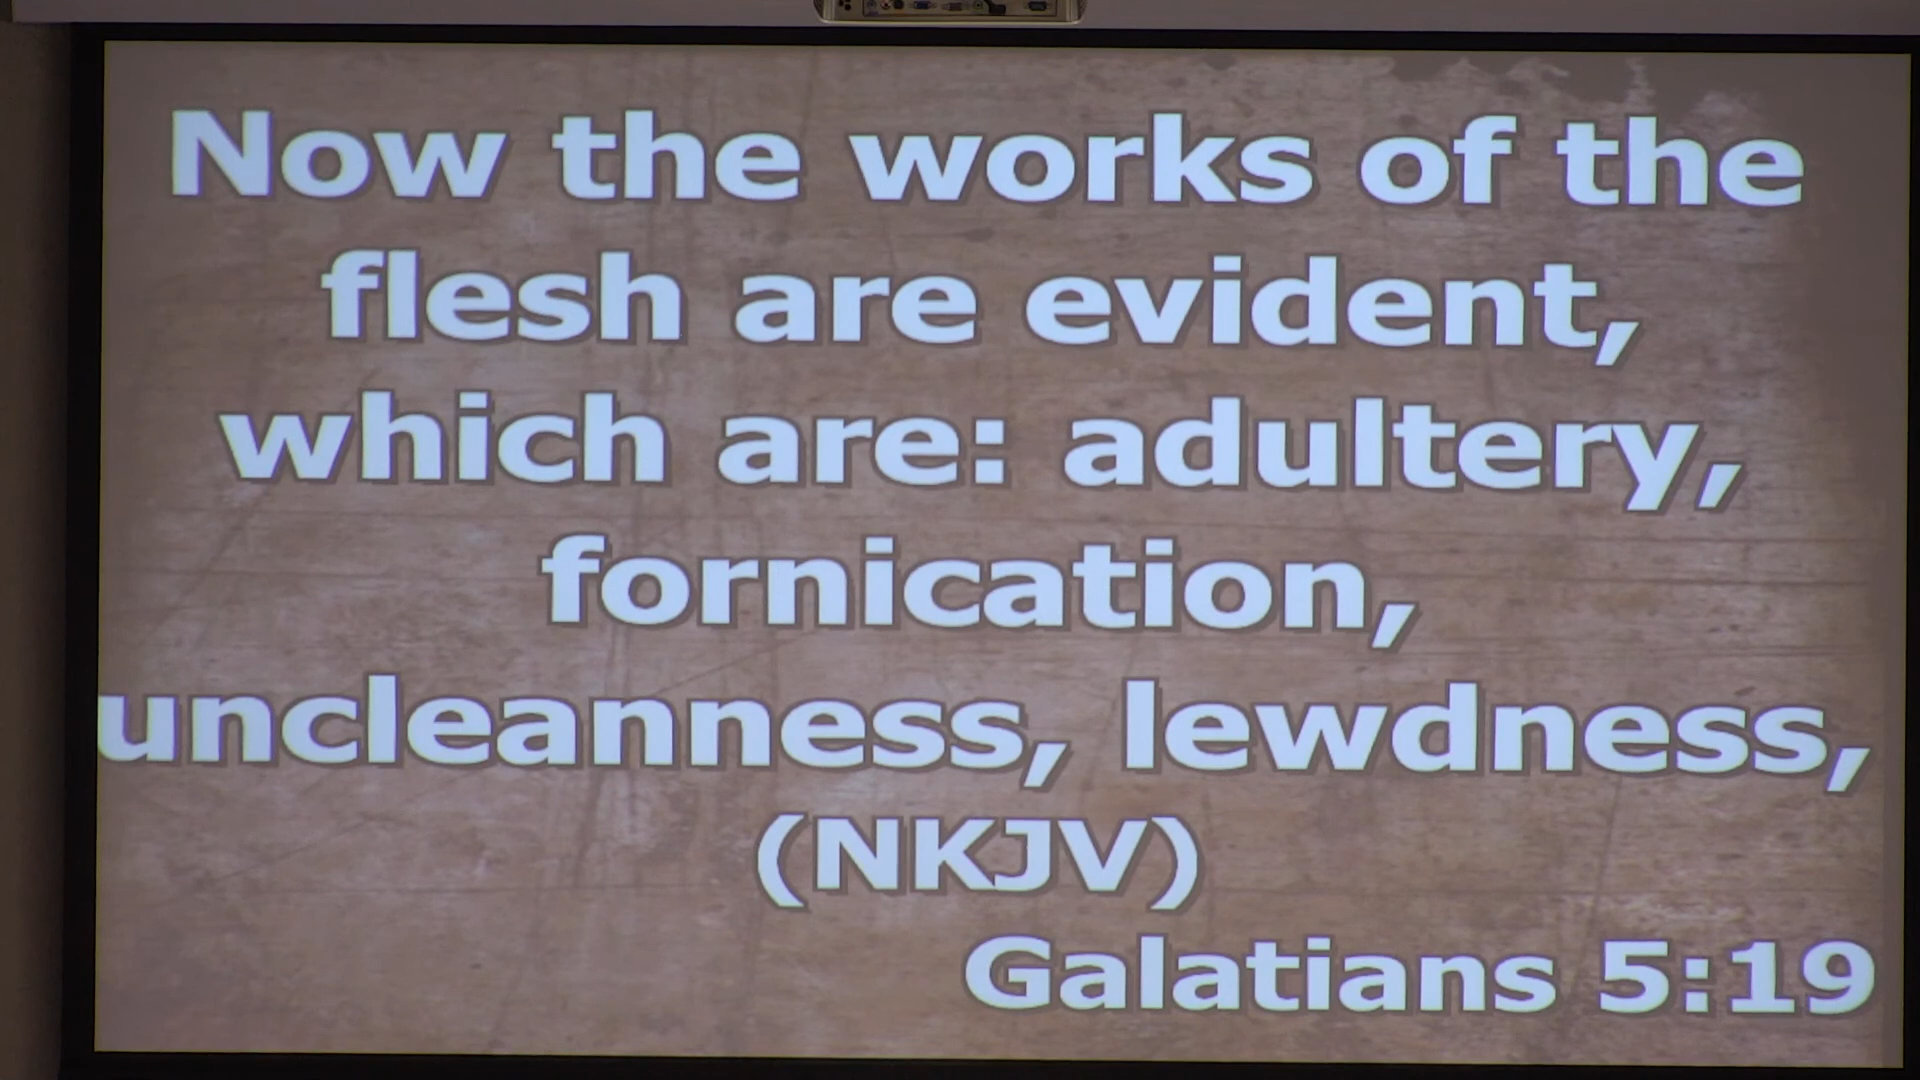 Now the works of the
flesh are evident,
which are: adultery,
fornication,
uncleanness, lewdness,
(NKJV)
Galatians 5:19